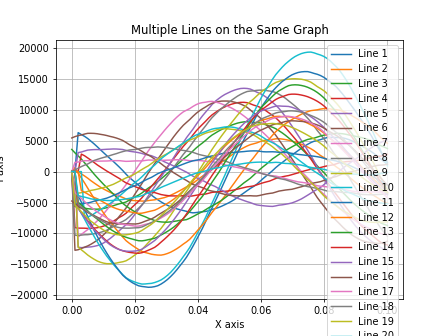 Multiple Lines on the Same Graph
20000
15000
10000
5000
0
−5000
−10000
−15000
−20000
0.00
0.02
0.04
0.06
X axis
Line 1
Line 2
Line 3
Line 4
Line 5
Line 6
Line 7
Line 8
Line 9
Line 10
Line 11
Line 12
Line 13
Line 14
Line 15
Line 16
Line 17
Line 18
Line 19
Line 20